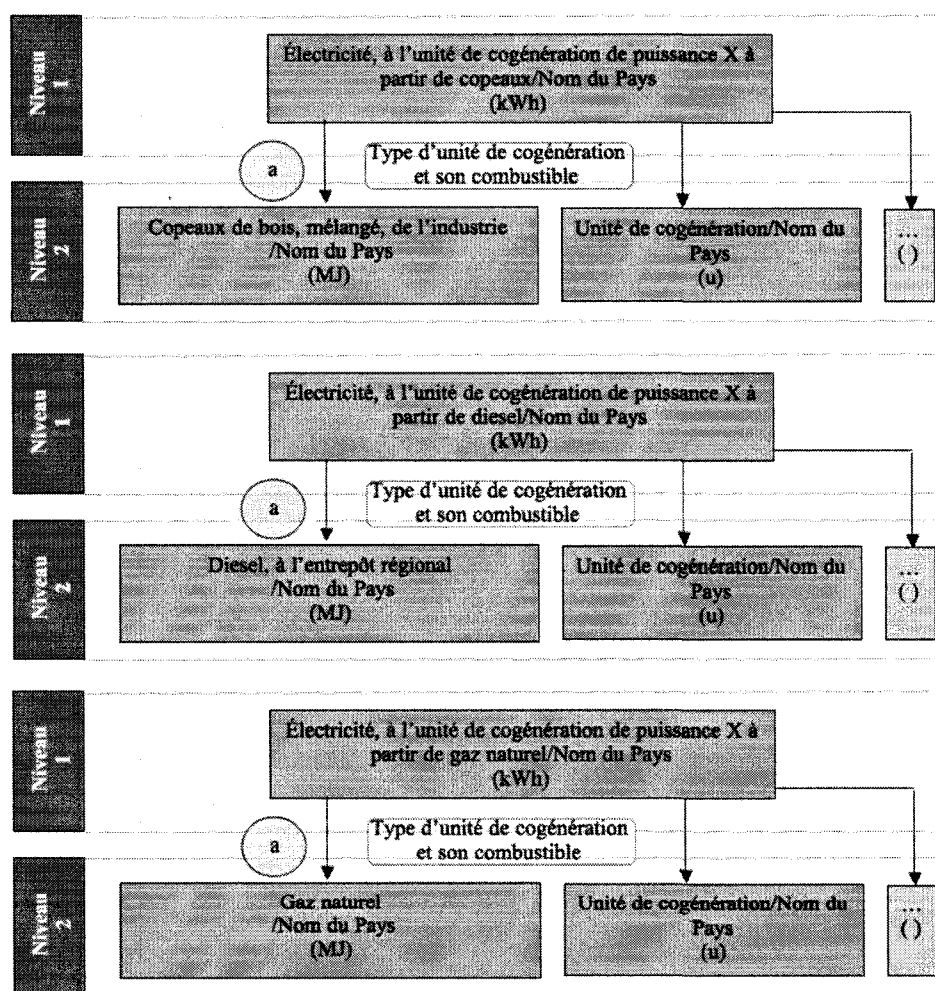 Niveau
1
Électricité, à l'unité de cogénération de puissance X à
partir de copeaux/Nom du Pays
(kWh)
a
Type d'unité de cogénération
et son combustible
Niveau
2
Copeaux de bois, mélangé, de l'industrie
/Nom du Pays
(MJ)
Unité de cogénération/Nom du
Pays
(u)
...
( )
Niveau
1
Électricité, à l'unité de cogénération de puissance X à
partir de diesel/Nom du Pays
(kWh)
a
Type d'unité de cogénération
et son combustible
Niveau
2
Diesel, à l'entrepôt régional
/Nom du Pays
(MJ)
Unité de cogénération/Nom du
Pays
(u)
...
( )
Niveau
1
Électricité, à l'unité de cogénération de puissance X à
partir de gaz naturel/Nom du Pays
(kWh)
a
Type d'unité de cogénération
et son combustible
Niveau
2
Gaz naturel
/Nom du Pays
(MJ)
Unité de cogénération/Nom du
Pays
(u)
...
( )